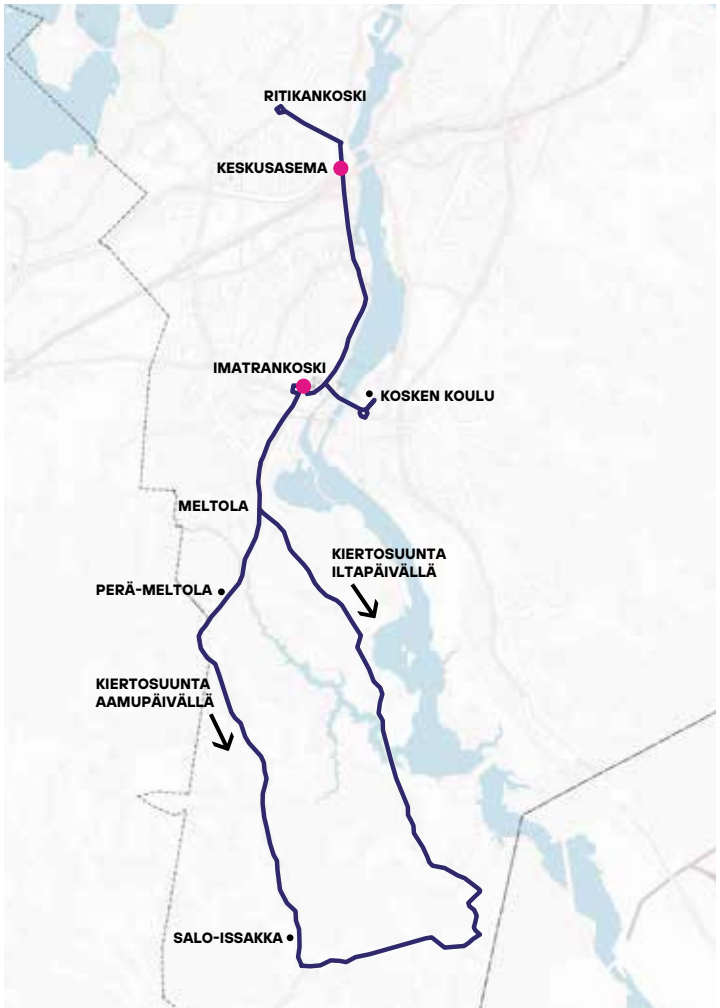 RITIKANKOSKI
KESKUSASEMA
IMATRANKOSKI
KOSKEN KOULU
MELTOLA
KIERTOSUUNTA
ILTAPÄIVÄLLÄ
PERÄ-MELTOLA
KIERTOSUUNTA
AAMUPÄIVÄLLÄ
SALO-ISSAKKA